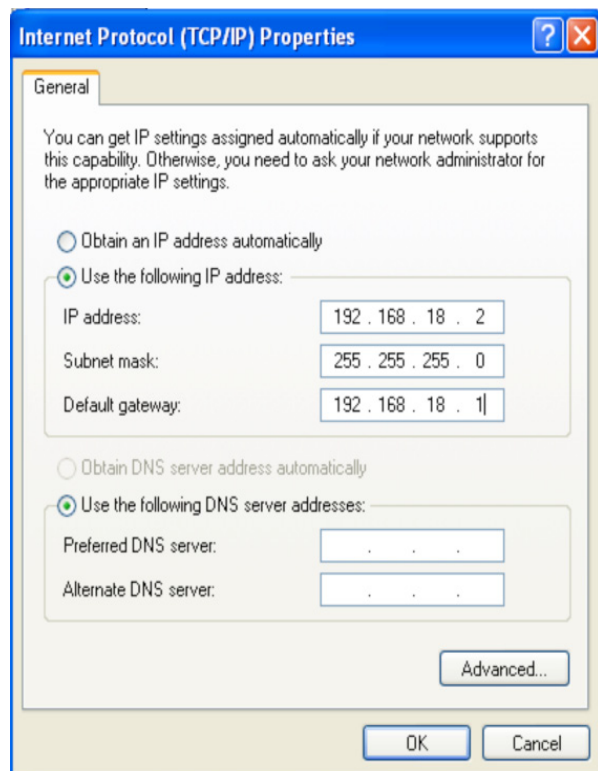 Internet Protocol (TCP/IP) Properties
General
You can get IP settings assigned automatically if your network supports
this capability. Otherwise, you need to ask your network administrator for
the appropriate IP settings.
Obtain an IP address automatically
Use the following IP address:
IP address: 192 . 168 . 18 . 2
Subnet mask: 255 . 255 . 255 . 0
Default gateway: 192 . 168 . 18 . 1
Obtain DNS server address automatically
Use the following DNS server addresses:
Preferred DNS server: . . .
Alternate DNS server: . . .
Advanced...
OK Cancel